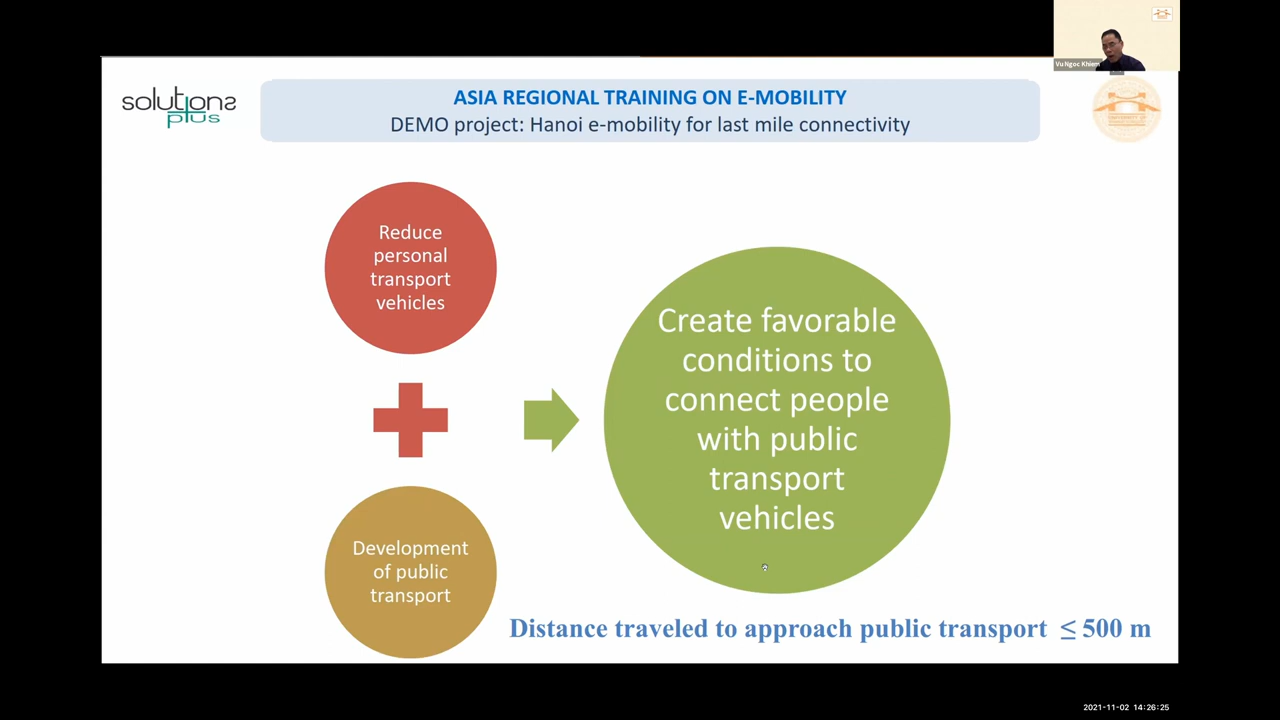 Vu Ngoc Khiem
solutions
plus
ASIA REGIONAL TRAINING ON E-MOBILITY
DEMO project: Hanoi e-mobility for last mile connectivity
Reduce
personal
transport
vehicles
Development
of public
transport
Create favorable
conditions to
connect people
with public
transport
vehicles
Distance traveled to approach public transport ≤ 500 m
2021-11-02 14:26:25